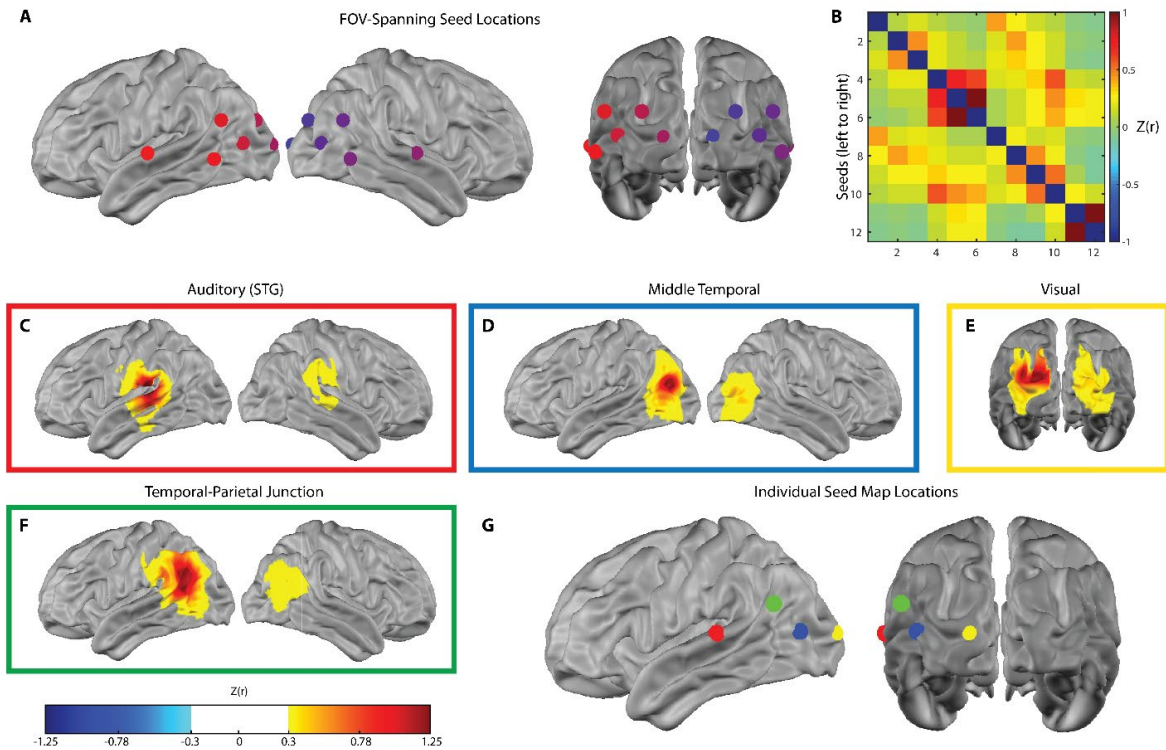 A
FOV-Spanning Seed Locations
B
Seeds (left to right)
2
4
6
8
10
12
2 4 6 8 10 12
1
0.5
0
-0.5
-1
Z(r)
Auditory (STG)
C
Middle Temporal
D
Visual
E
Temporal-Parietal Junction
F
Individual Seed Map Locations
G
Z(r)
-1.25 -0.78 -0.3 0 0.3 0.78 1.25